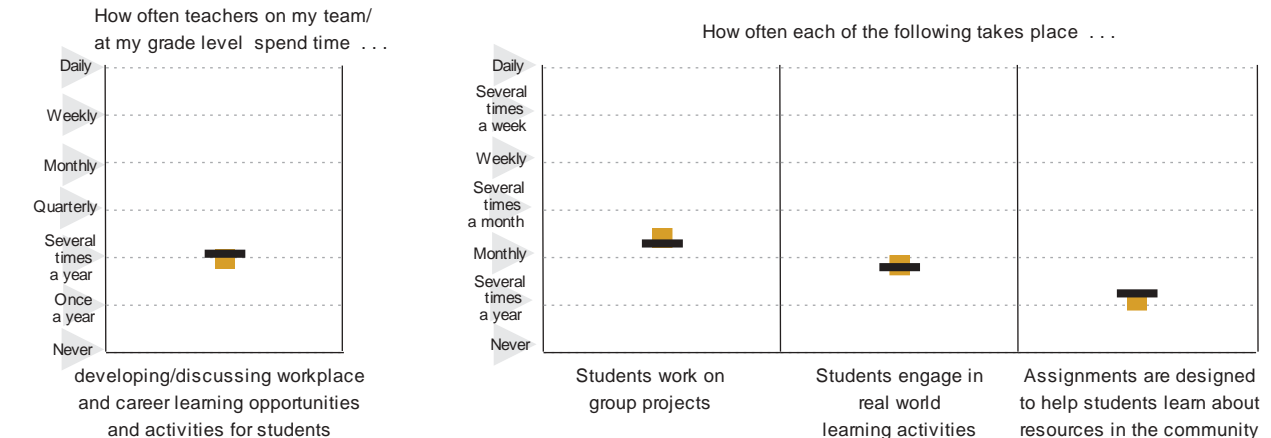 How often teachers on my team/
at my grade level spend time . . .
Daily
Weekly
Monthly
Quarterly
Several
times
a year
Once
a year
Never
developing/discussing workplace
and career learning opportunities
and activities for students
How often each of the following takes place . . .
Daily
Several
times
a week
Weekly
Several
times
a month
Monthly
Several
times
a year
Never
Students work on
group projects
Students engage in
real world
learning activities
Assignments are designed
to help students learn about
resources in the community